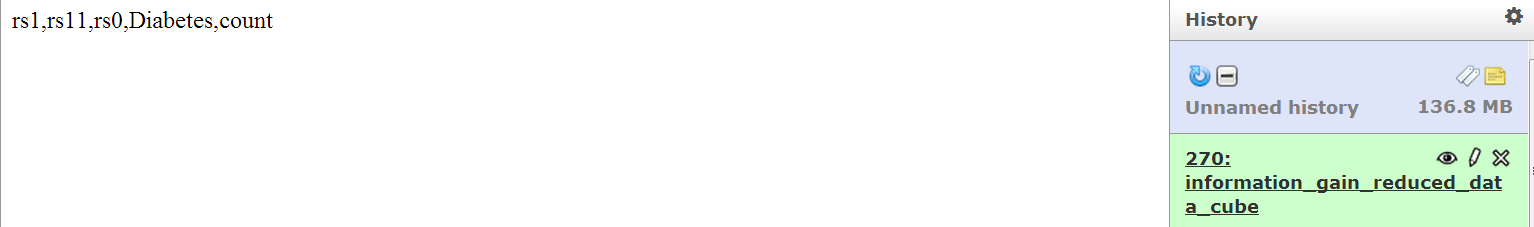 rs1,rs11,rs0,Diabetes,count
History
Unnamed history 136.8 MB
270:
information_gain_reduced_dat
a_cube